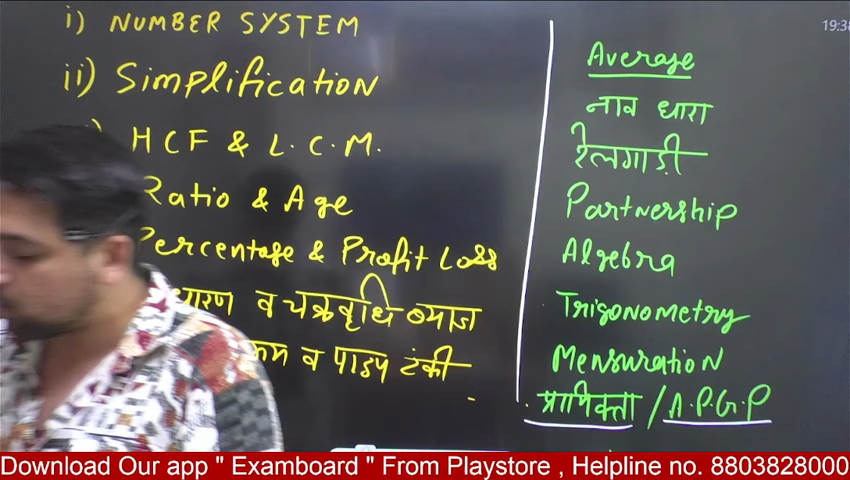 i) NUMBER SYSTEM
ii) Simplification
) HCF & L.C.M.
Ratio & Age
Percentage & Profit Loss
धारण व चक्रवृधि ब्याज
व पाइप टंकी
Average
नाव धारा
रेलगाड़ी
Partnership
Algebra
Trigonometry
Mensuration
/ A.P.G.P
19:38
Download Our app " Examboard " From Playstore , Helpline no. 8803828000